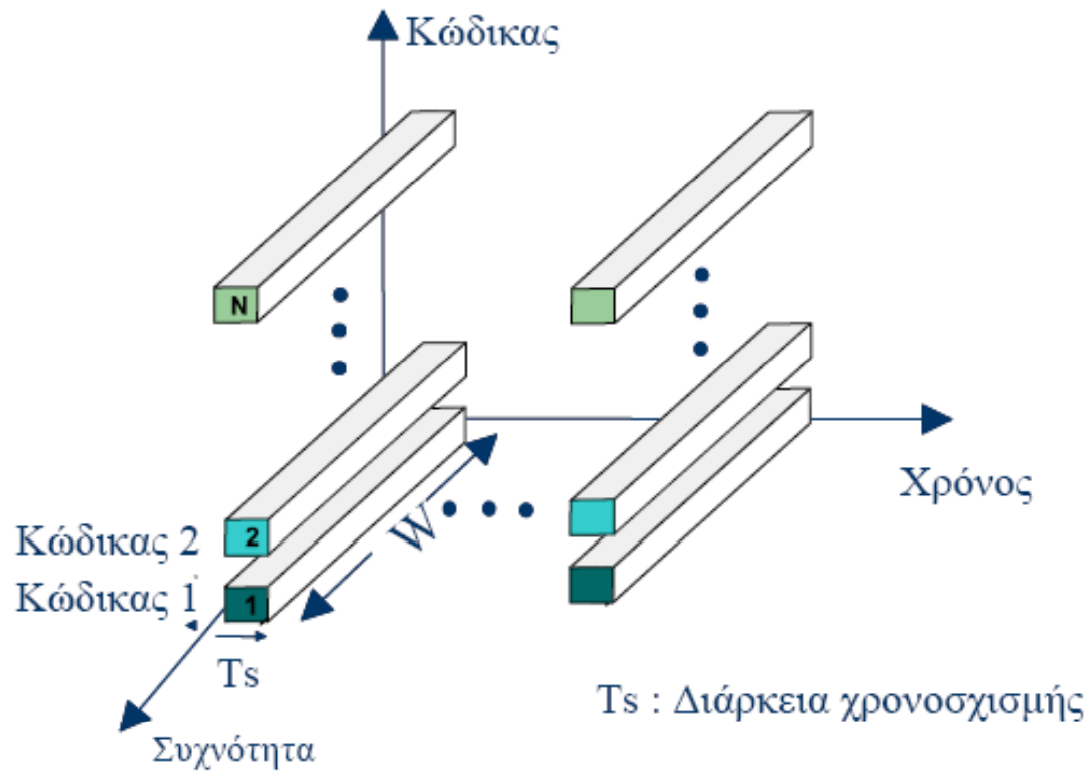 Κώδικας
N
Χρόνος
W
Κώδικας 2
2
Κώδικας 1
1
Ts
Ts : Διάρκεια χρονοσχισμής
Συχνότητα